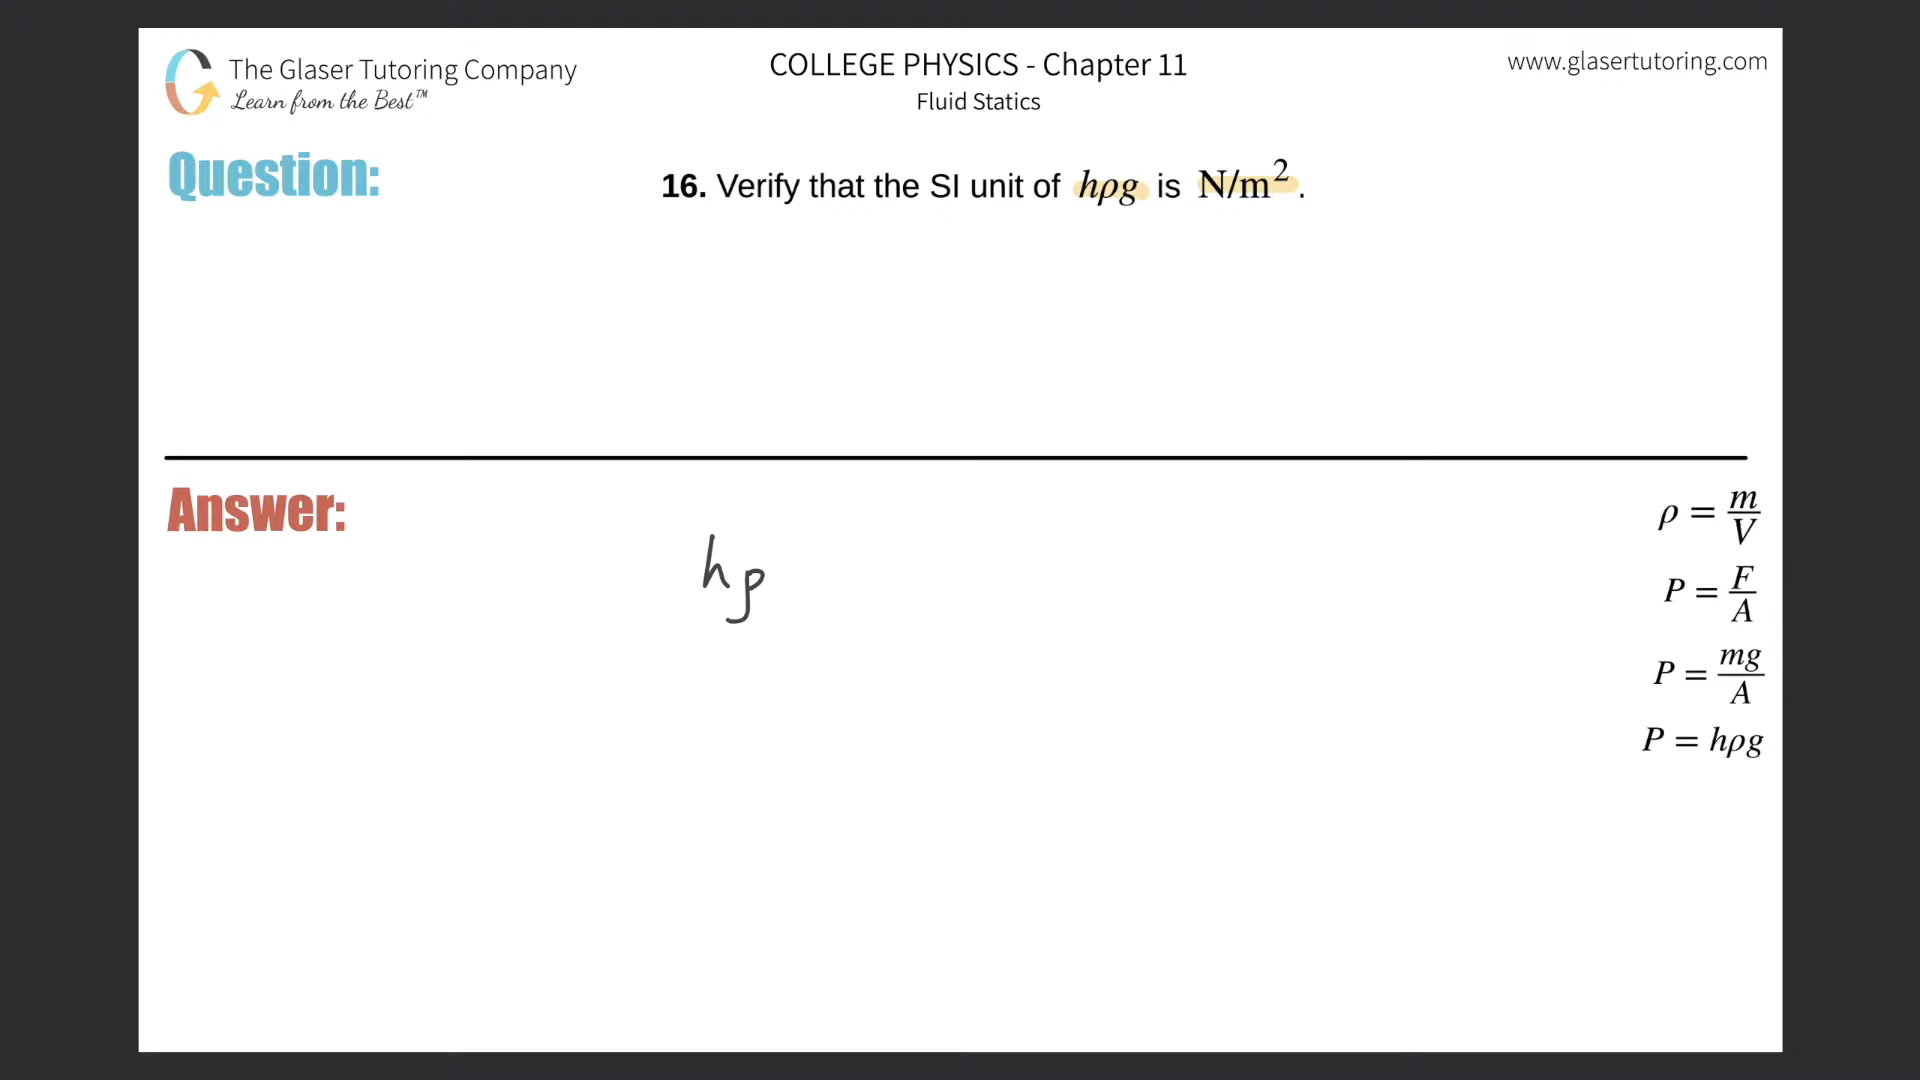 The Glaser Tutoring Company
Learn from the Best™
COLLEGE PHYSICS - Chapter 11
Fluid Statics
www.glasertutoring.com
Question:
16. Verify that the SI unit of hρg is N/m².
Answer:
hρ
ρ = m/V
P = F/A
P = mg/A
P = hρg